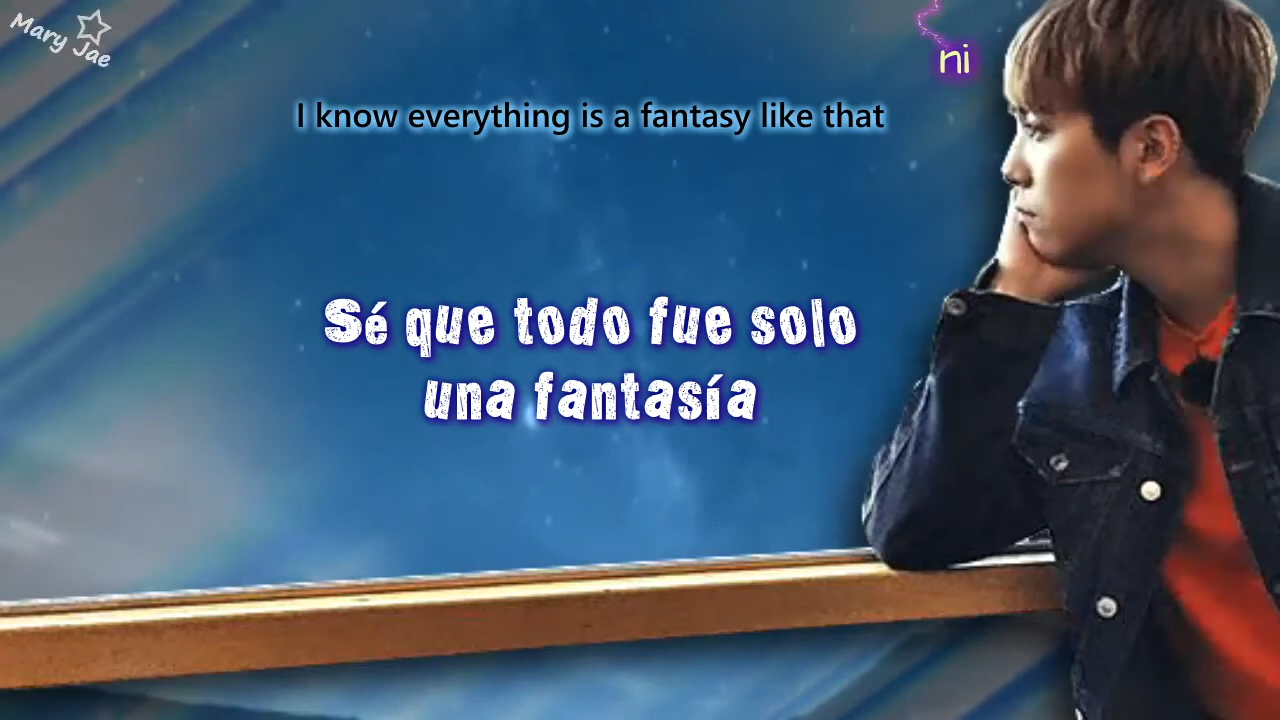 Mary Jae
ni
I know everything is a fantasy like that
Sé que todo fue solo
una fantasía